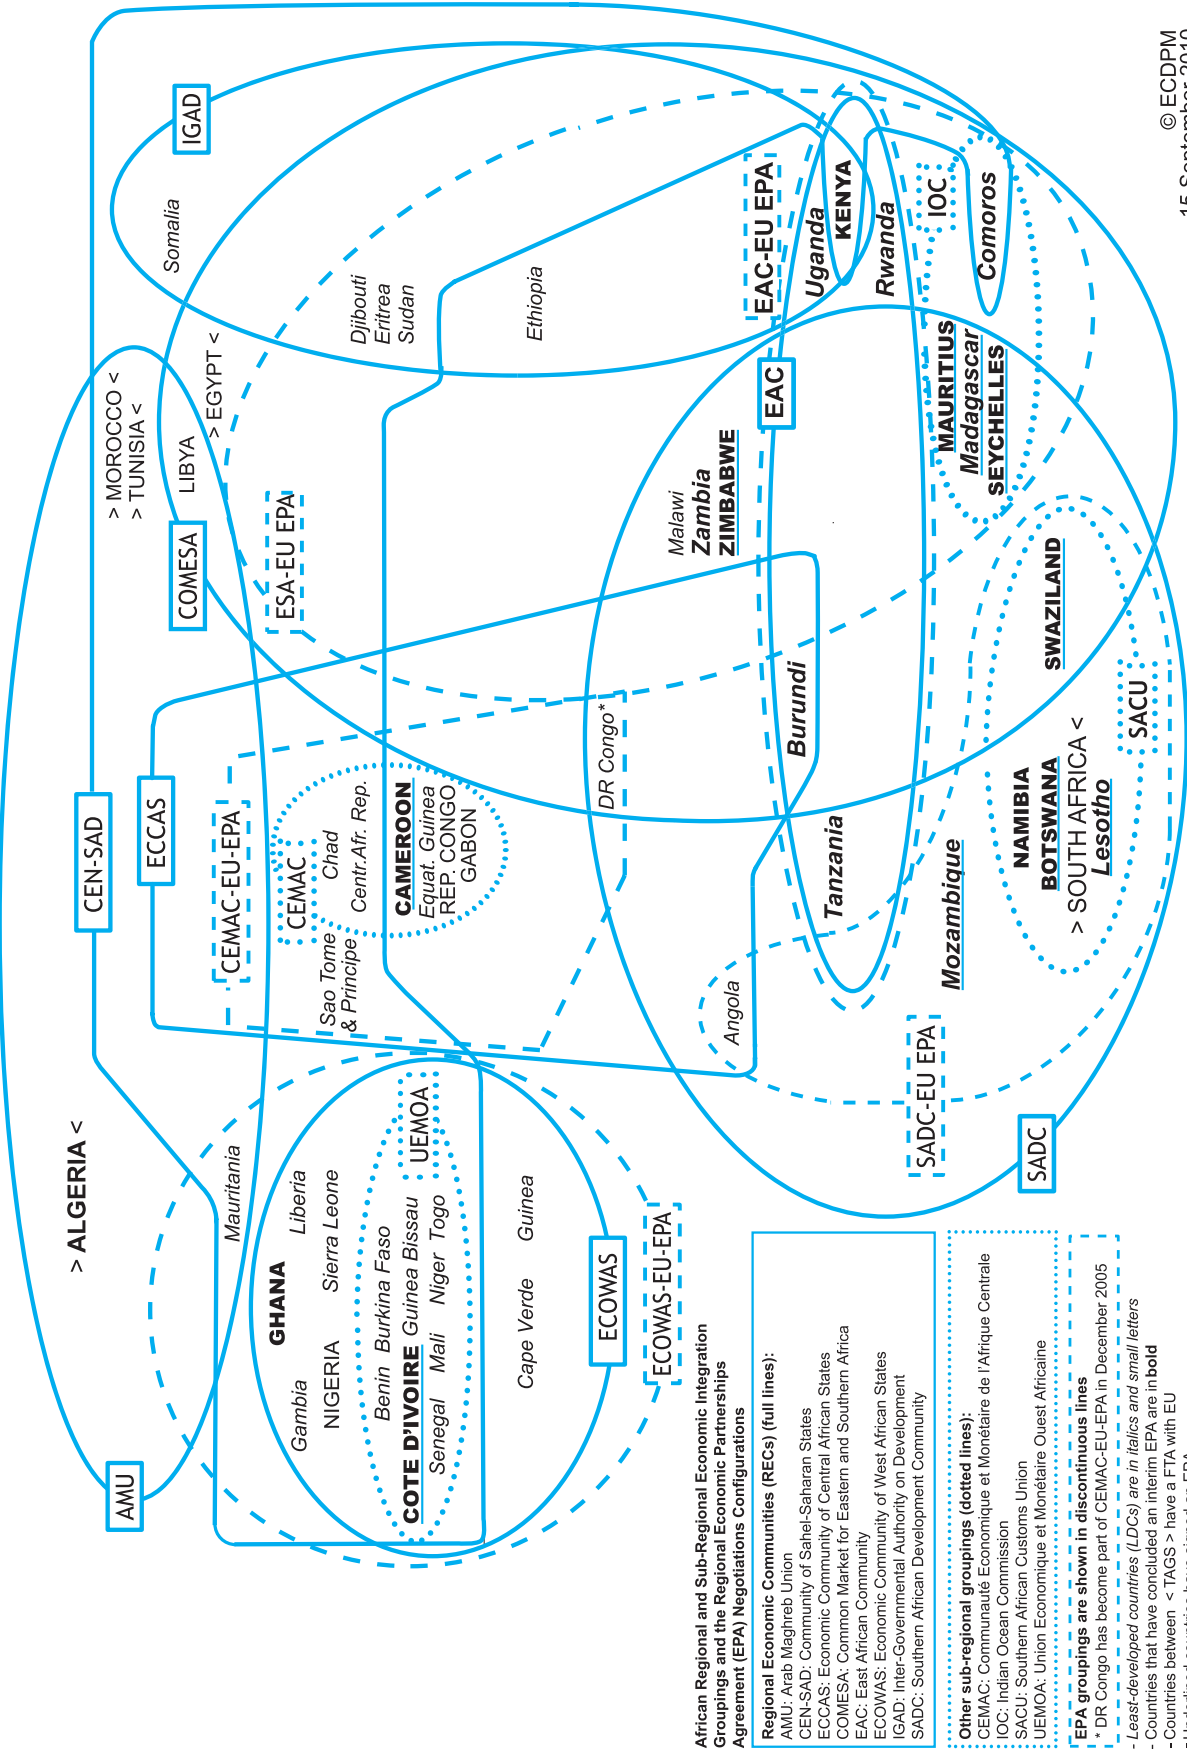 > ALGERIA <
CEN-SAD
> MOROCCO <
> TUNISIA <
AMU
ECCAS
IGAD
Somalia
LIBYA
> EGYPT <
COMESA
Mauritania
CEMAC-EU-EPA
ESA-EU EPA
GHANA
Gambia
Liberia
NIGERIA
Sierra Leone
CEMAC
Sao Tome
& Principe
Chad
Centr.Afr. Rep.
CAMEROON
Equat. Guinea
REP. CONGO
GABON
Djibouti
Eritrea
Sudan
Ethiopia
Benin Burkina Faso
COTE D'IVOIRE Guinea Bissau
Senegal Mali Niger Togo
UEMOA
Cape Verde Guinea
ECOWAS
ECOWAS-EU-EPA
DR Congo*
Malawi
Zambia
ZIMBABWE
Angola
EAC
EAC-EU EPA
Burundi
Tanzania
Uganda
KENYA
Rwanda
SADC-EU EPA
Mozambique
IOC
MAURITIUS
Madagascar
SEYCHELLES
Comoros
NAMIBIA
BOTSWANA
> SOUTH AFRICA <
Lesotho
SWAZILAND
SACU
SADC
African Regional and Sub-Regional Economic Integration
Groupings and the Regional Economic Partnerships
Agreement (EPA) Negotiations Configurations
Regional Economic Communities (RECs) (full lines):
AMU: Arab Maghreb Union
CEN-SAD: Community of Sahel-Saharan States
ECCAS: Economic Community of Central African States
COMESA: Common Market for Eastern and Southern Africa
EAC: East African Community
ECOWAS: Economic Community of West African States
IGAD: Inter-Governmental Authority on Development
SADC: Southern African Development Community
Other sub-regional groupings (dotted lines):
CEMAC: Communauté Economique et Monétaire de l'Afrique Centrale
IOC: Indian Ocean Commission
SACU: Southern African Customs Union
UEMOA: Union Economique et Monétaire Ouest Africaine
EPA groupings are shown in discontinuous lines
* DR Congo has become part of CEMAC-EU-EPA in December 2005
- Least-developed countries (LDCs) are in italics and small letters
- Countries that have concluded an interim EPA are in bold
- Countries between < TAGS > have a FTA with EU
- Underlined countries have signed an EPA
© ECDPM
15 September 2010